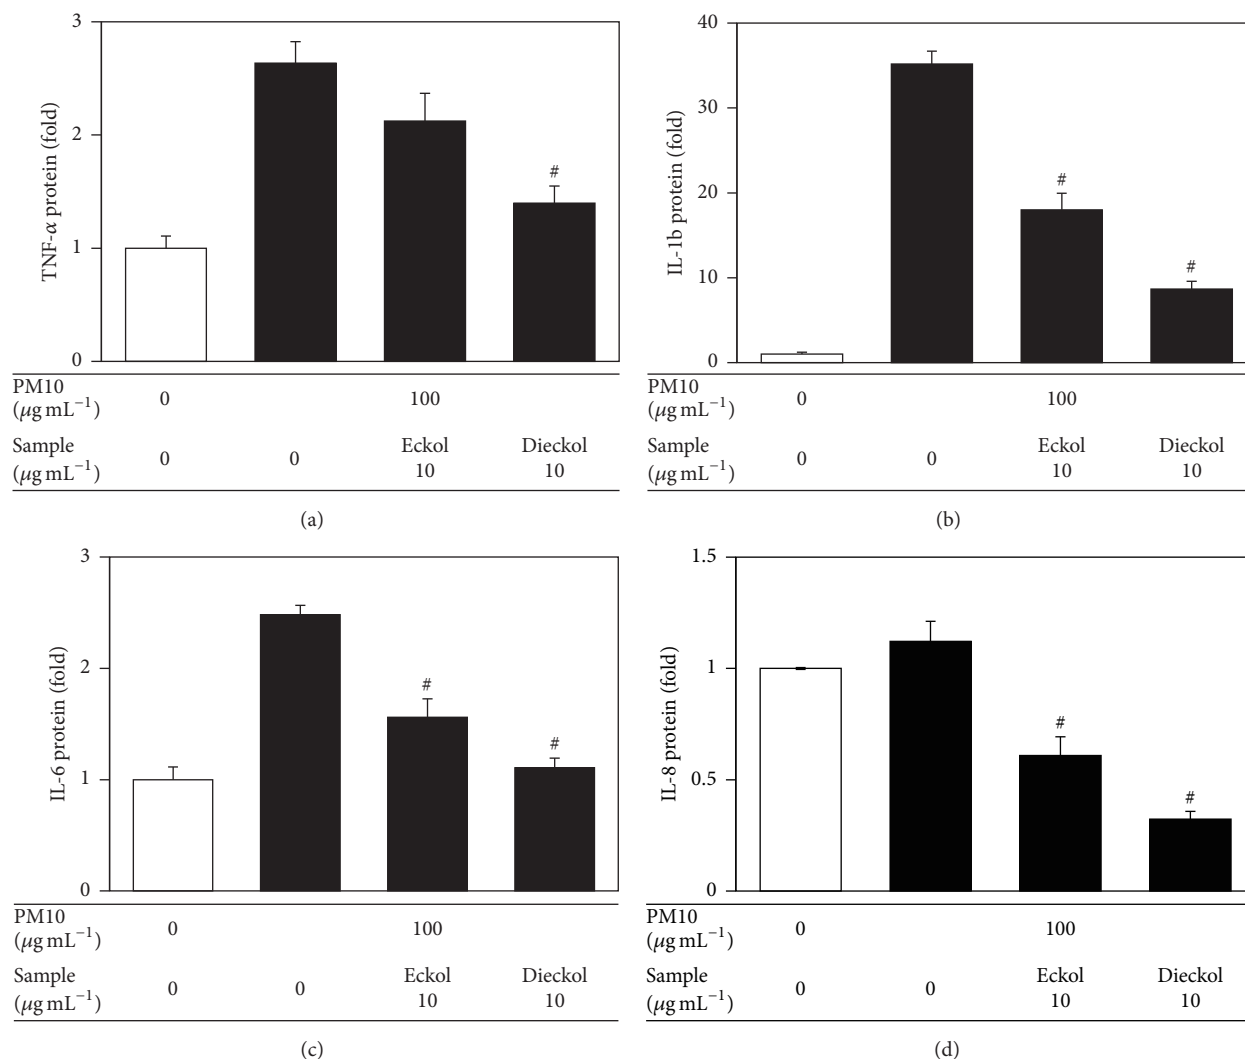 3
2
1
0
TNF-α protein (fold)
#
PM10
(μg mL⁻¹)
0
100
Sample
(μg mL⁻¹)
0
0
Eckol
10
Dieckol
10
(a)
40
30
20
10
0
IL-1b protein (fold)
#
#
PM10
(μg mL⁻¹)
0
100
Sample
(μg mL⁻¹)
0
0
Eckol
10
Dieckol
10
(b)
3
2
1
0
IL-6 protein (fold)
#
#
PM10
(μg mL⁻¹)
0
100
Sample
(μg mL⁻¹)
0
0
Eckol
10
Dieckol
10
(c)
1.5
1
0.5
0
IL-8 protein (fold)
#
#
PM10
(μg mL⁻¹)
0
100
Sample
(μg mL⁻¹)
0
0
Eckol
10
Dieckol
10
(d)